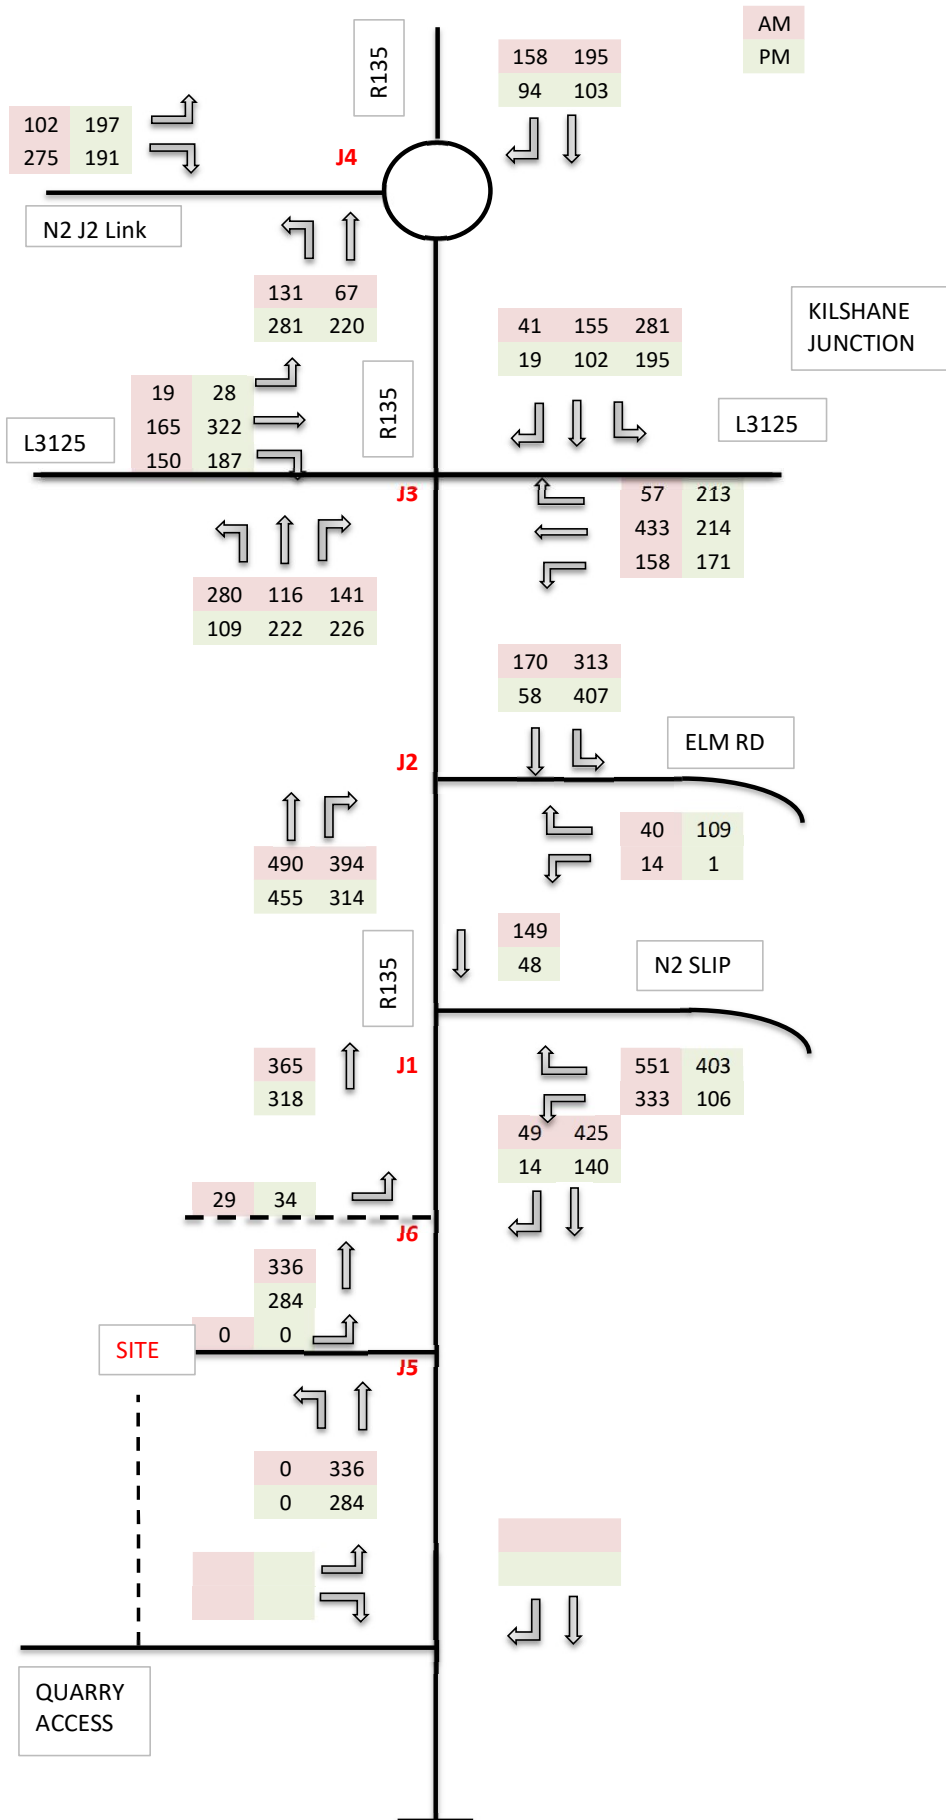 AM
PM
R135
158 195
94 103
102 197
275 191
J4
N2 J2 Link
131 67
281 220
KILSHANE
JUNCTION
41 155 281
19 102 195
R135
19 28
165 322
150 187
L3125
L3125
J3
57 213
433 214
158 171
280 116 141
109 222 226
170 313
58 407
ELM RD
J2
40 109
14 1
490 394
455 314
149
48
R135
N2 SLIP
J1
365
318
551 403
333 106
49 425
14 140
29 34
J6
336
284
0 0
SITE
J5
0 336
0 284
QUARRY
ACCESS